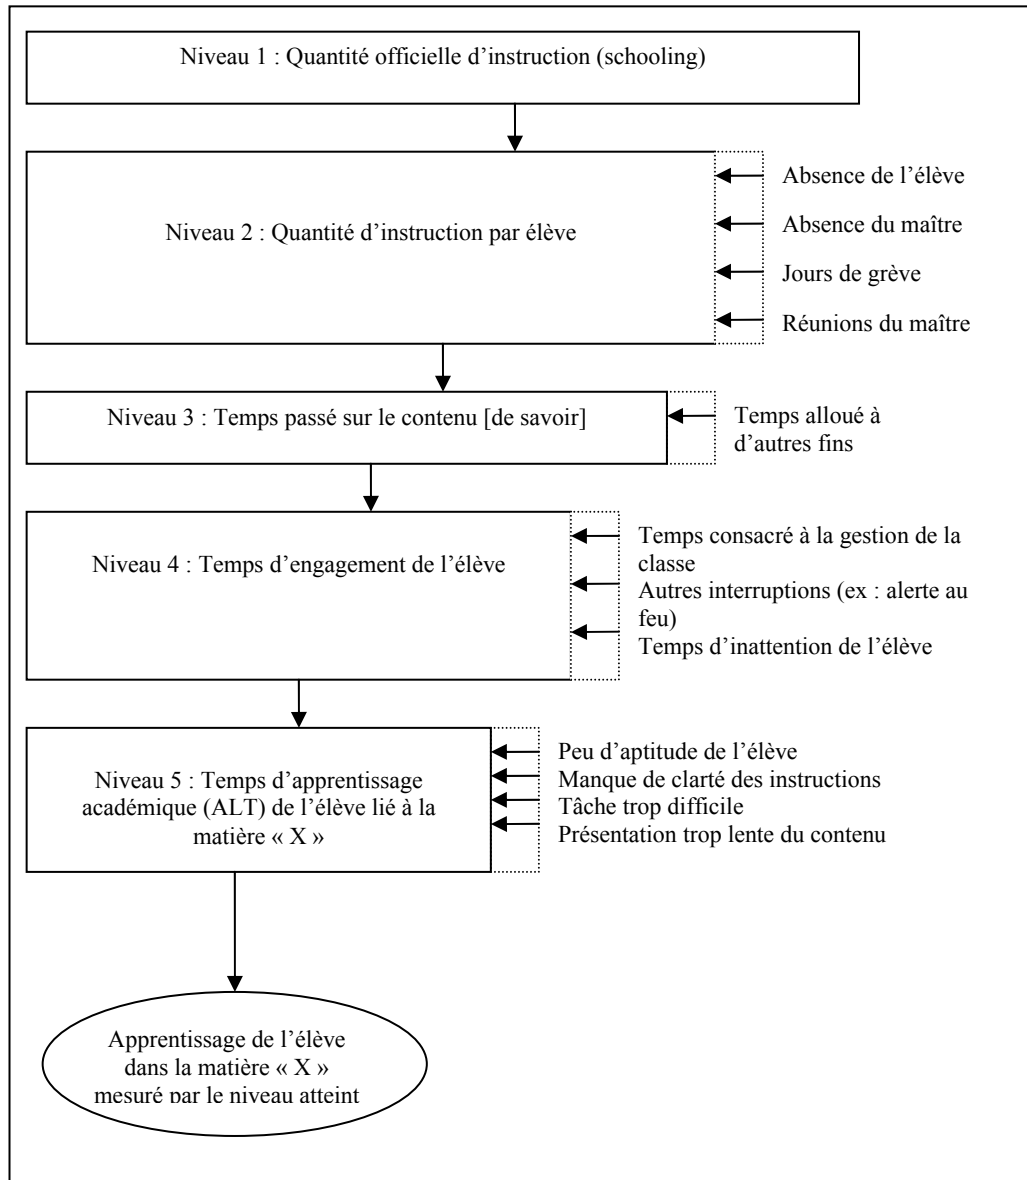 Niveau 1 : Quantité officielle d’instruction (schooling)
Niveau 2 : Quantité d’instruction par élève
Absence de l’élève
Absence du maître
Jours de grève
Réunions du maître
Niveau 3 : Temps passé sur le contenu [de savoir]
Temps alloué à
d’autres fins
Niveau 4 : Temps d’engagement de l’élève
Temps consacré à la gestion de la
classe
Autres interruptions (ex : alerte au
feu)
Temps d’inattention de l’élève
Niveau 5 : Temps d’apprentissage
académique (ALT) de l’élève lié à la
matière « X »
Peu d’aptitude de l’élève
Manque de clarté des instructions
Tâche trop difficile
Présentation trop lente du contenu
Apprentissage de l’élève
dans la matière « X »
mesuré par le niveau atteint